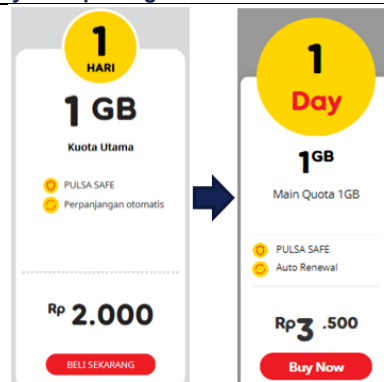 1
HARI
1 GB
Kuota Utama
PULSA SAFE
Perpanjangan otomatis
Rp 2.000
BELI SEKARANG
1
Day
1GB
Main Quota 1GB
PULSA SAFE
Auto Renewal
Rp3 .500
Buy Now